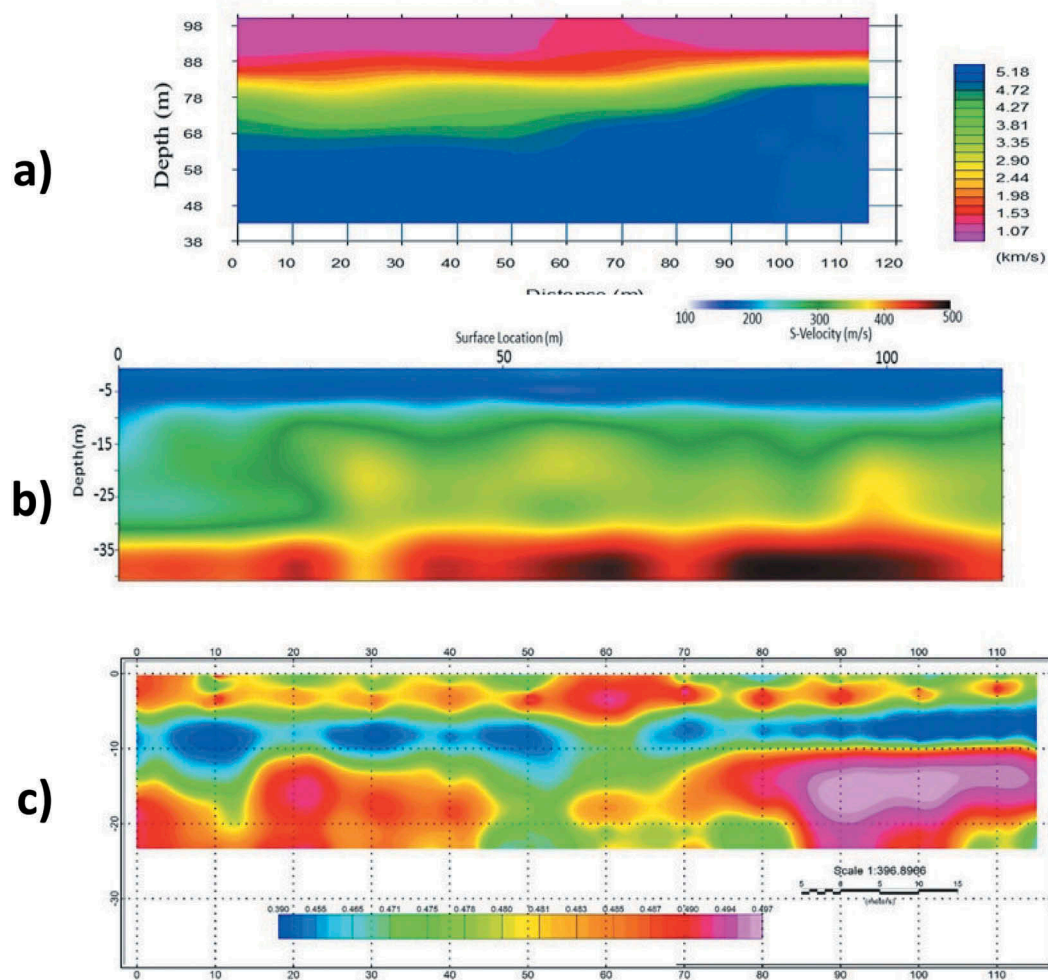 a)
Depth (m)
98
88
78
68
58
48
38
0 10 20 30 40 50 60 70 80 90 100 110 120
Distance (m)
5.18
4.72
4.27
3.81
3.35
2.90
2.44
1.98
1.53
1.07
(km/s)
b)
100 200 300 400 500
S-Velocity (m/s)
Surface Location (m)
0 50 100
Depth(m)
-5
-15
-25
-35
c)
0 10 20 30 40 50 60 70 80 90 100 110
0
-10
-20
-30
Scale 1:396.8966
5 0 5 10 15
0.390 0.455 0.465 0.471 0.475 0.478 0.480 0.481 0.483 0.485 0.487 0.490 0.494 0.497
0 10 20 30 40 50 60 70 80 90 100 110